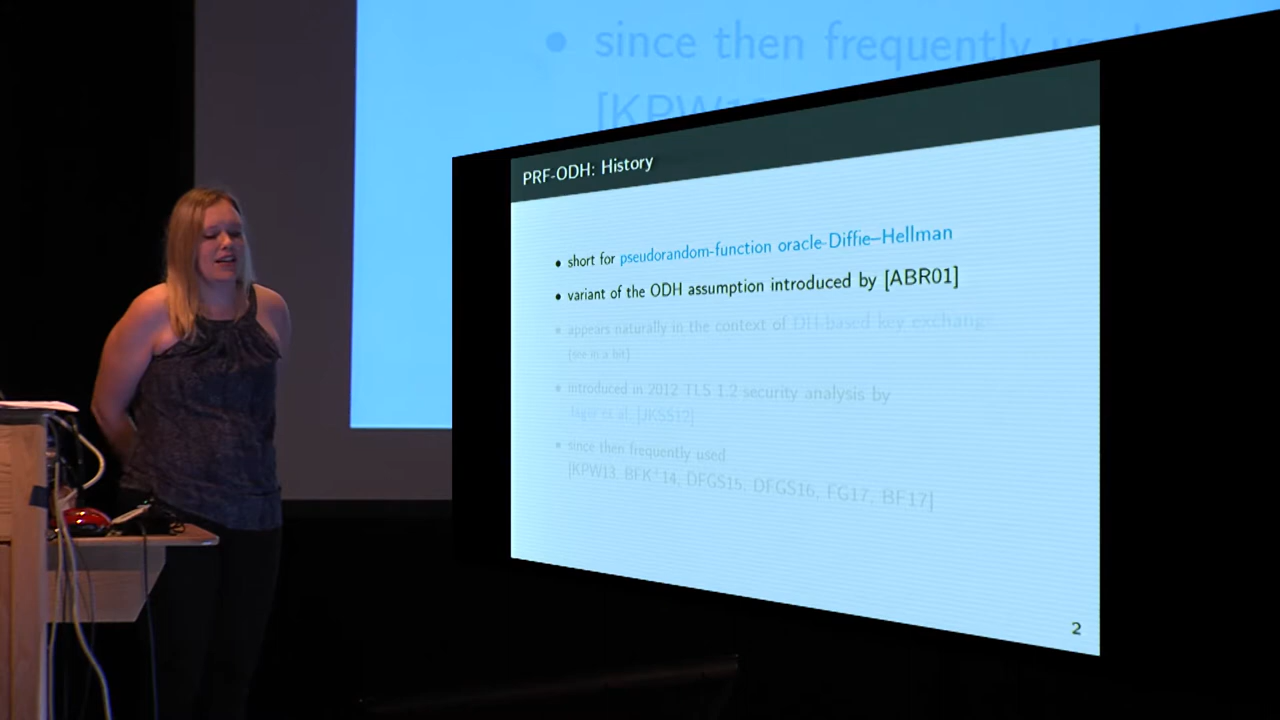 since then frequently
[KPW1
PRF-ODH: History
• short for pseudorandom-function oracle-Diffie–Hellman
• variant of the ODH assumption introduced by [ABR01]
• appears naturally in the context of DH-based key exchange
[see in a bit]
• introduced in 2012 TLS 1.2 security analysis by
Jager et al. [JKSS12]
• since then frequently used
[KPW13, BFK+14, DFGS15, DFGS16, FG17, BF17]
2